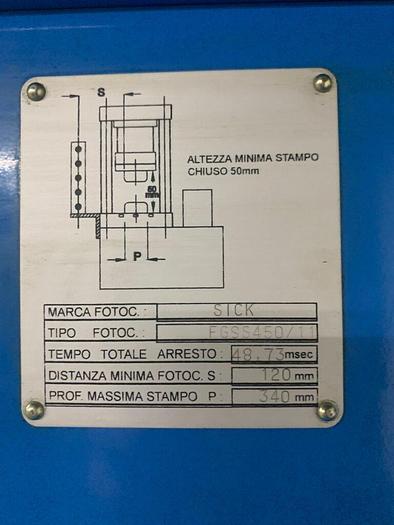 S
ALTEZZA MINIMA STAMPO
CHIUSO 50mm
50
mm
P
MARCA FOTOC.: SICK
TIPO FOTOC.: FGSS450/11
TEMPO TOTALE ARRESTO: 48.73 msec
DISTANZA MINIMA FOTOC. S : 120 mm
PROF. MASSIMA STAMPO P : 340 mm